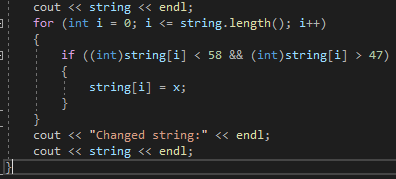 cout << string << endl;
for (int i = 0; i <= string.length(); i++)
{
if ((int)string[i] < 58 && (int)string[i] > 47)
{
string[i] = x;
}
}
cout << "Changed string:" << endl;
cout << string << endl;
}